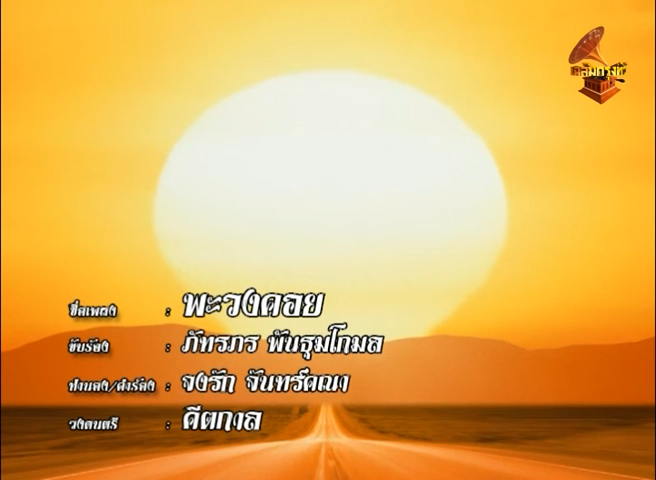 ชื่อเพลง : พะวงคอย
ขับร้อง : ภัทรภร พันธุมโกมล
ทำนอง/คำร้อง : จงรัก จันทร์คณา
วงดนตรี : คีตกาล